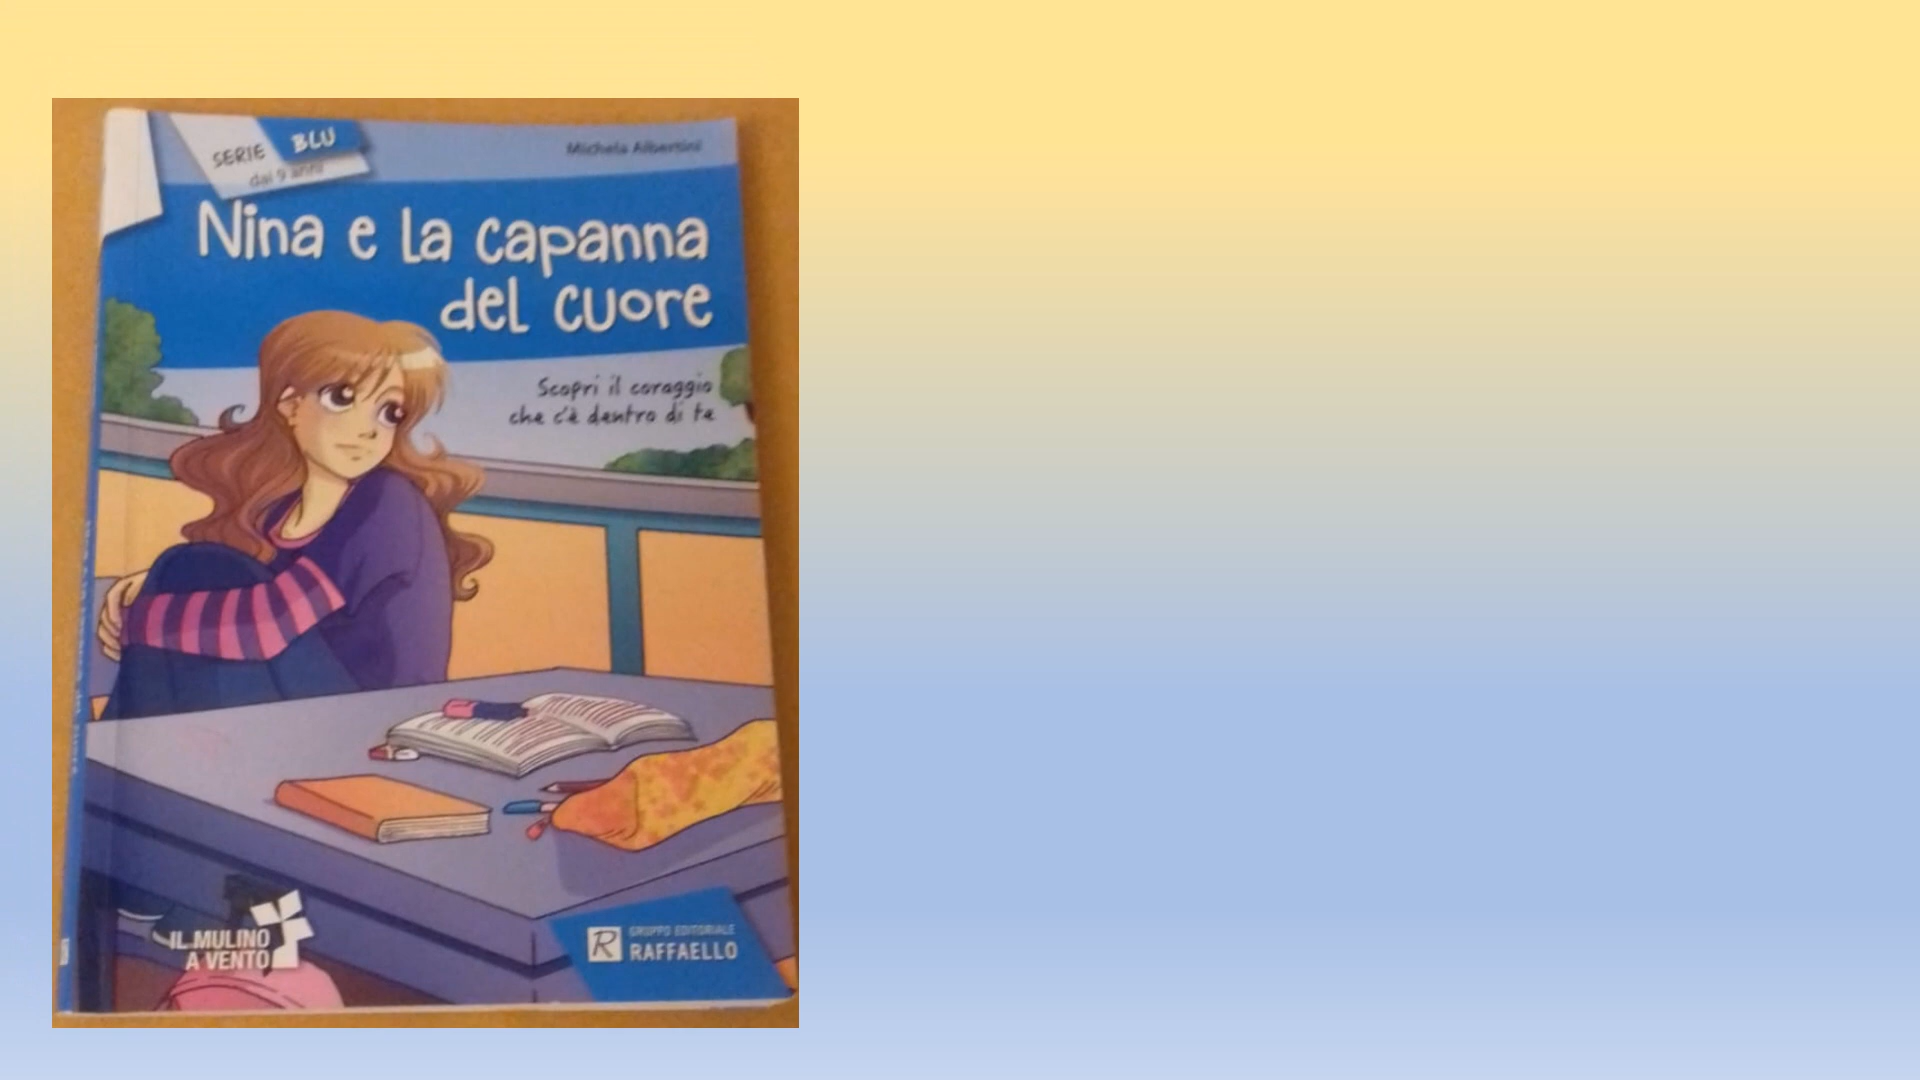 SERIE BLU
dai 9 anni
Michela Albertini
Nina e la capanna
del cuore
Scopri il coraggio
che c'è dentro di te
IL MULINO
A VENTO
R
GRUPPO EDITORIALE
RAFFAELLO